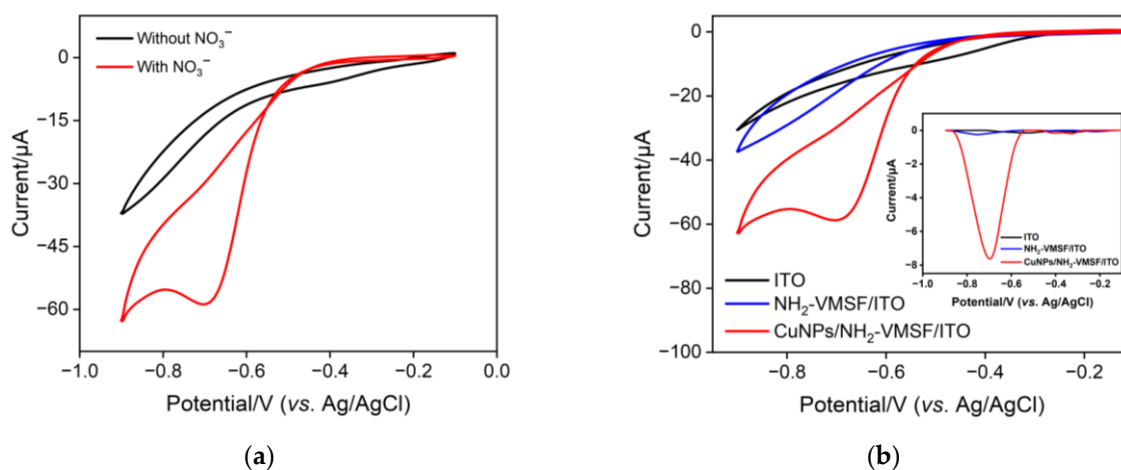 Without NO₃⁻
With NO₃⁻
0
−15
−30
−45
−60
Current/μA
−1.0 −0.8 −0.6 −0.4 −0.2 0.0
Potential/V (vs. Ag/AgCl)
(a)
0
−20
−40
−60
−80
−100
Current/μA
ITO
NH₂-VMSF/ITO
CuNPs/NH₂-VMSF/ITO
−0.8 −0.6 −0.4 −0.2
Potential/V (vs. Ag/AgCl)
0
−2
−4
−6
−8
Current/μA
ITO
NH₂-VMSF/ITO
CuNPs/NH₂-VMSF/ITO
−1.0 −0.8 −0.6 −0.4 −0.2
Potential/V (vs. Ag/AgCl)
(b)